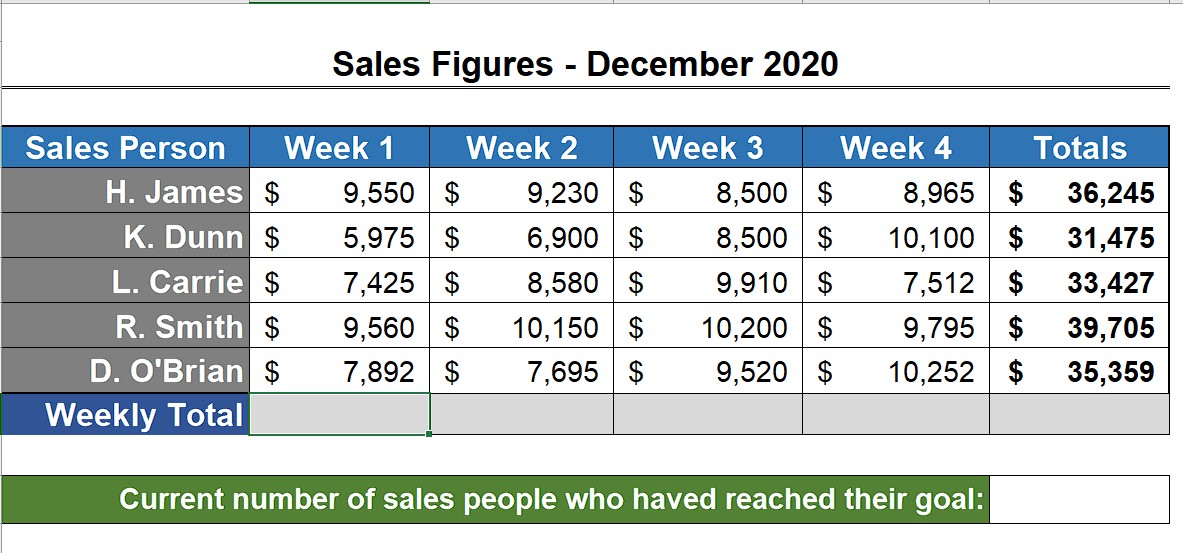 Sales Figures - December 2020
Sales Person Week 1 Week 2 Week 3 Week 4 Totals
H. James $ 9,550 $ 9,230 $ 8,500 $ 8,965 $ 36,245
K. Dunn $ 5,975 $ 6,900 $ 8,500 $ 10,100 $ 31,475
L. Carrie $ 7,425 $ 8,580 $ 9,910 $ 7,512 $ 33,427
R. Smith $ 9,560 $ 10,150 $ 10,200 $ 9,795 $ 39,705
D. O'Brian $ 7,892 $ 7,695 $ 9,520 $ 10,252 $ 35,359
Weekly Total
Current number of sales people who haved reached their goal: